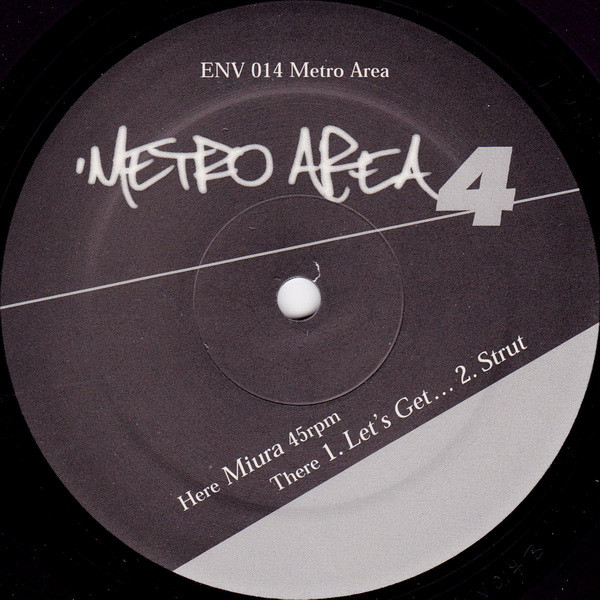 ENV 014 Metro Area
METRO AREA 4
Here Miura 45rpm
There 1. Let's Get... 2. Strut